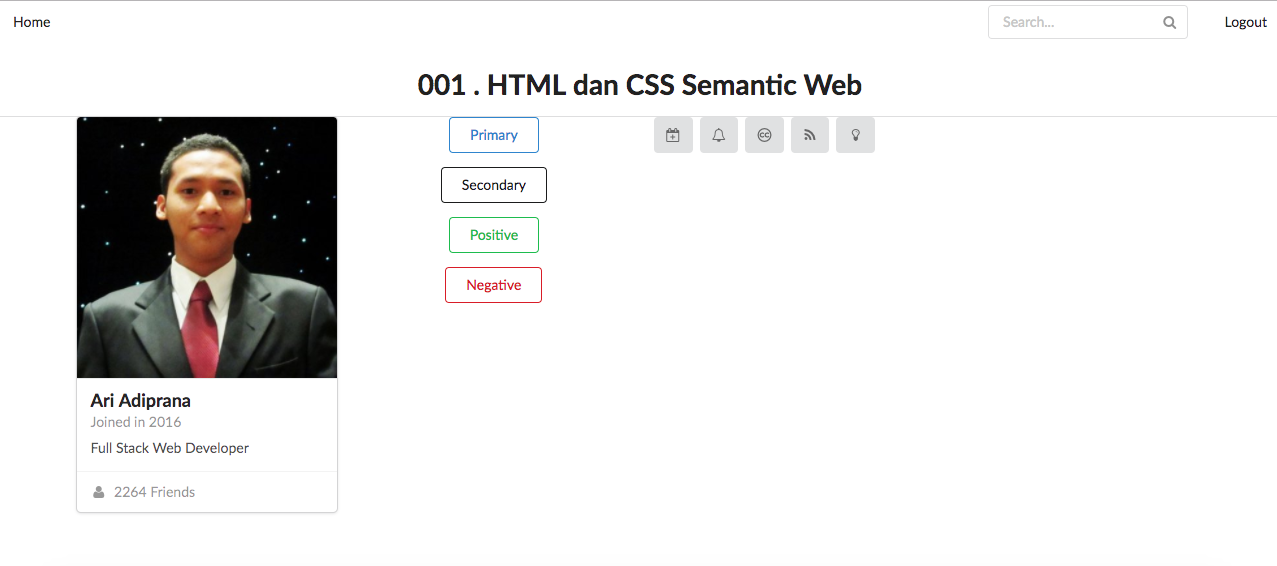 Home
Search...
Logout
001 . HTML dan CSS Semantic Web
Primary
Secondary
Positive
Negative
Ari Adiprana
Joined in 2016
Full Stack Web Developer
2264 Friends